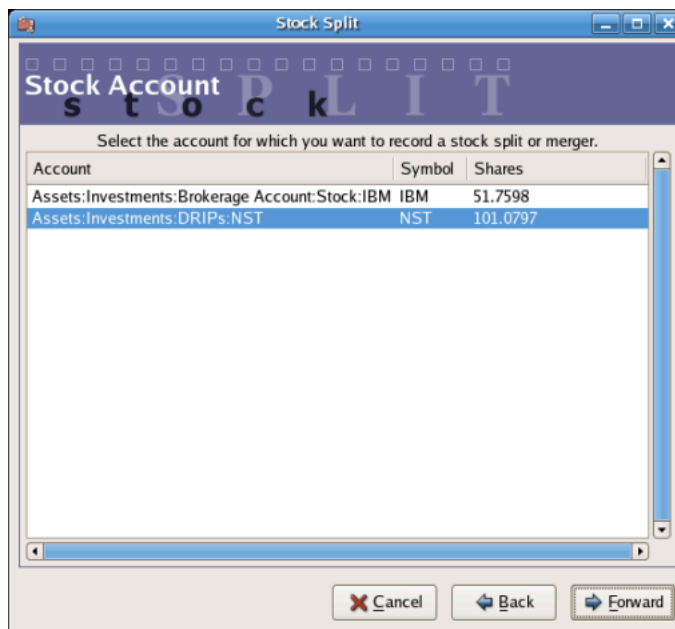 Stock Split
Stock Account
stock
SPLIT
Select the account for which you want to record a stock split or merger.
Account Symbol Shares
Assets:Investments:Brokerage Account:Stock:IBM IBM 51.7598
Assets:Investments:DRIPs:NST NST 101.0797
Cancel Back Forward